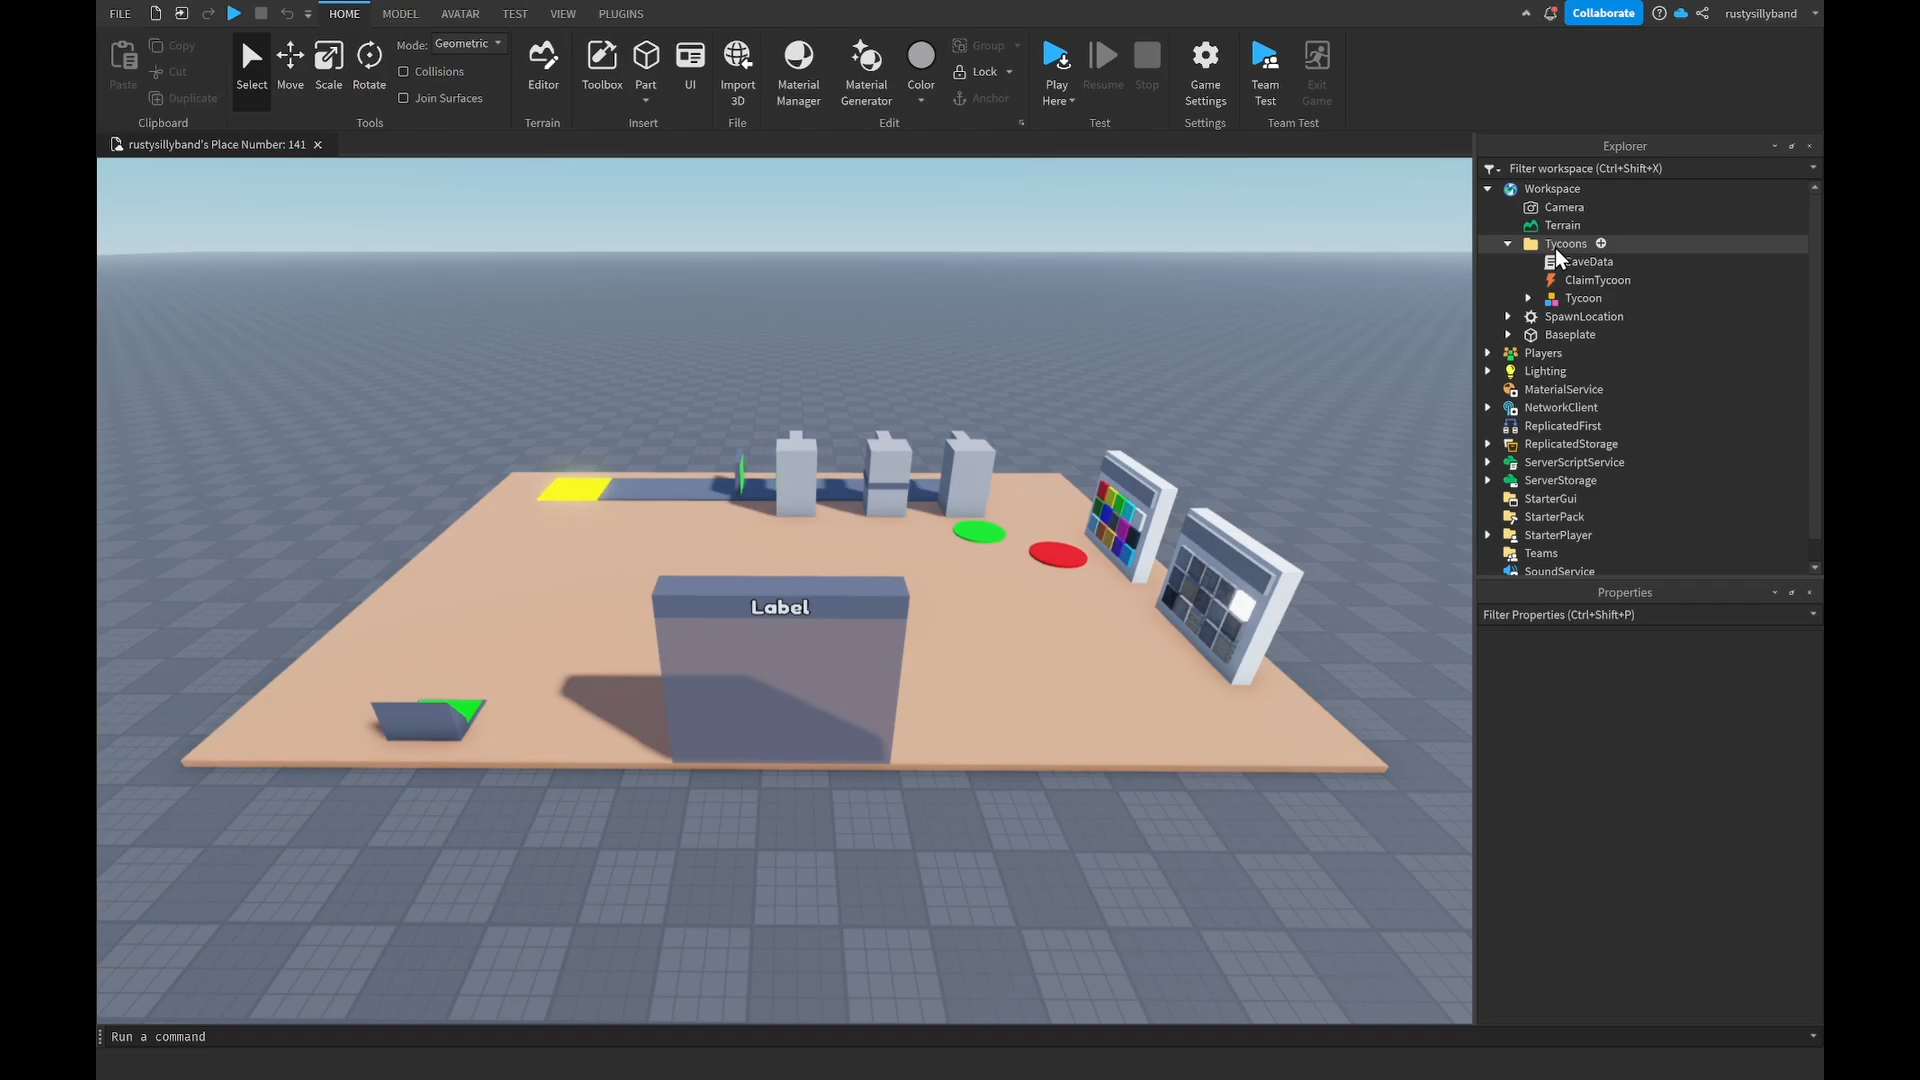 FILE HOME MODEL AVATAR TEST VIEW PLUGINS Collaborate rustysillyband
Paste Copy Cut Duplicate
Clipboard
Select Move Scale Rotate
Mode: Geometric
Collisions
Join Surfaces
Tools
Editor
Terrain
Toolbox Part UI
Insert
Import 3D
File
Material Manager
Material Generator
Color
Group
Lock
Anchor
Edit
Play Here
Resume
Stop
Test
Game Settings
Settings
Team Test
Exit Game
Team Test
rustysillyband's Place Number: 141
Label
Explorer
Filter workspace (Ctrl+Shift+X)
Workspace
Camera
Terrain
Tycoons
aveData
ClaimTycoon
Tycoon
SpawnLocation
Baseplate
Players
Lighting
MaterialService
NetworkClient
ReplicatedFirst
ReplicatedStorage
ServerScriptService
ServerStorage
StarterGui
StarterPack
StarterPlayer
Teams
SoundService
Properties
Filter Properties (Ctrl+Shift+P)
Run a command